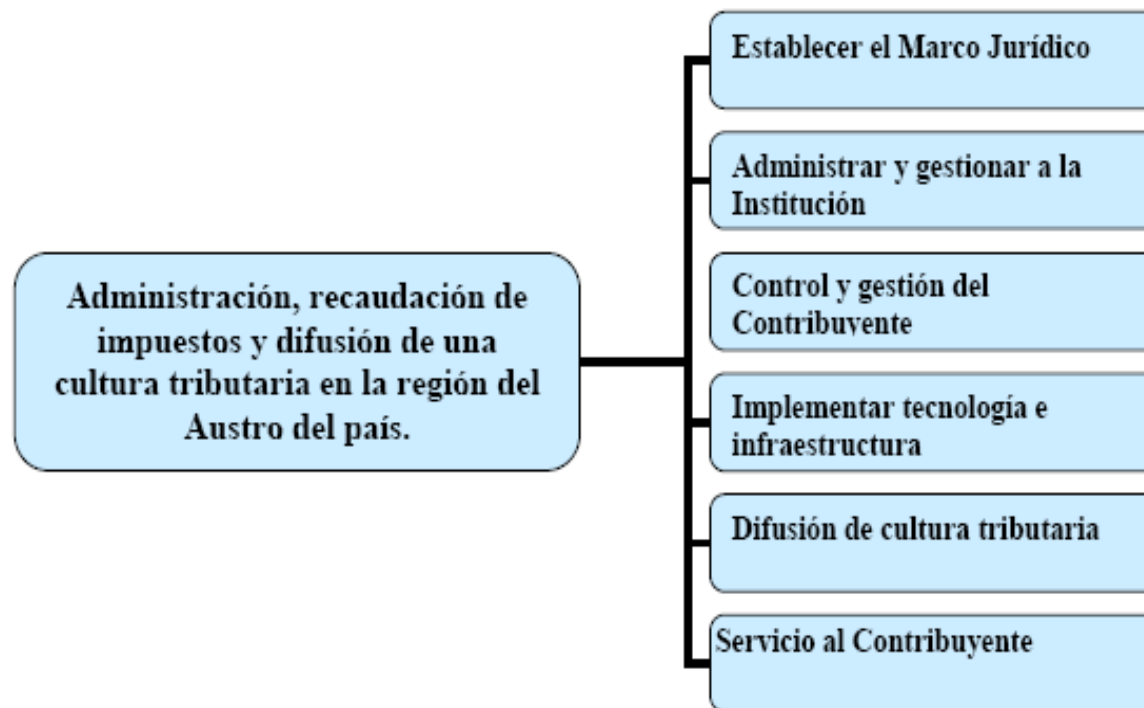 Administración, recaudación de
impuestos y difusión de una
cultura tributaria en la región del
Austro del país.
Establecer el Marco Jurídico
Administrar y gestionar a la
Institución
Control y gestión del
Contribuyente
Implementar tecnología e
infraestructura
Difusión de cultura tributaria
Servicio al Contribuyente